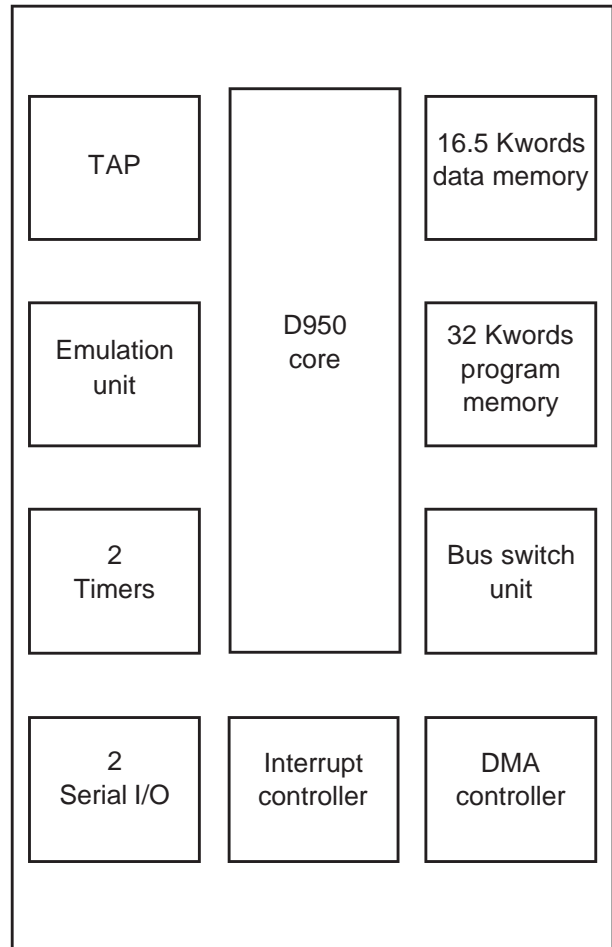 TAP
D950
core
16.5 Kwords
data memory
Emulation
unit
32 Kwords
program
memory
2
Timers
Bus switch
unit
2
Serial I/O
Interrupt
controller
DMA
controller